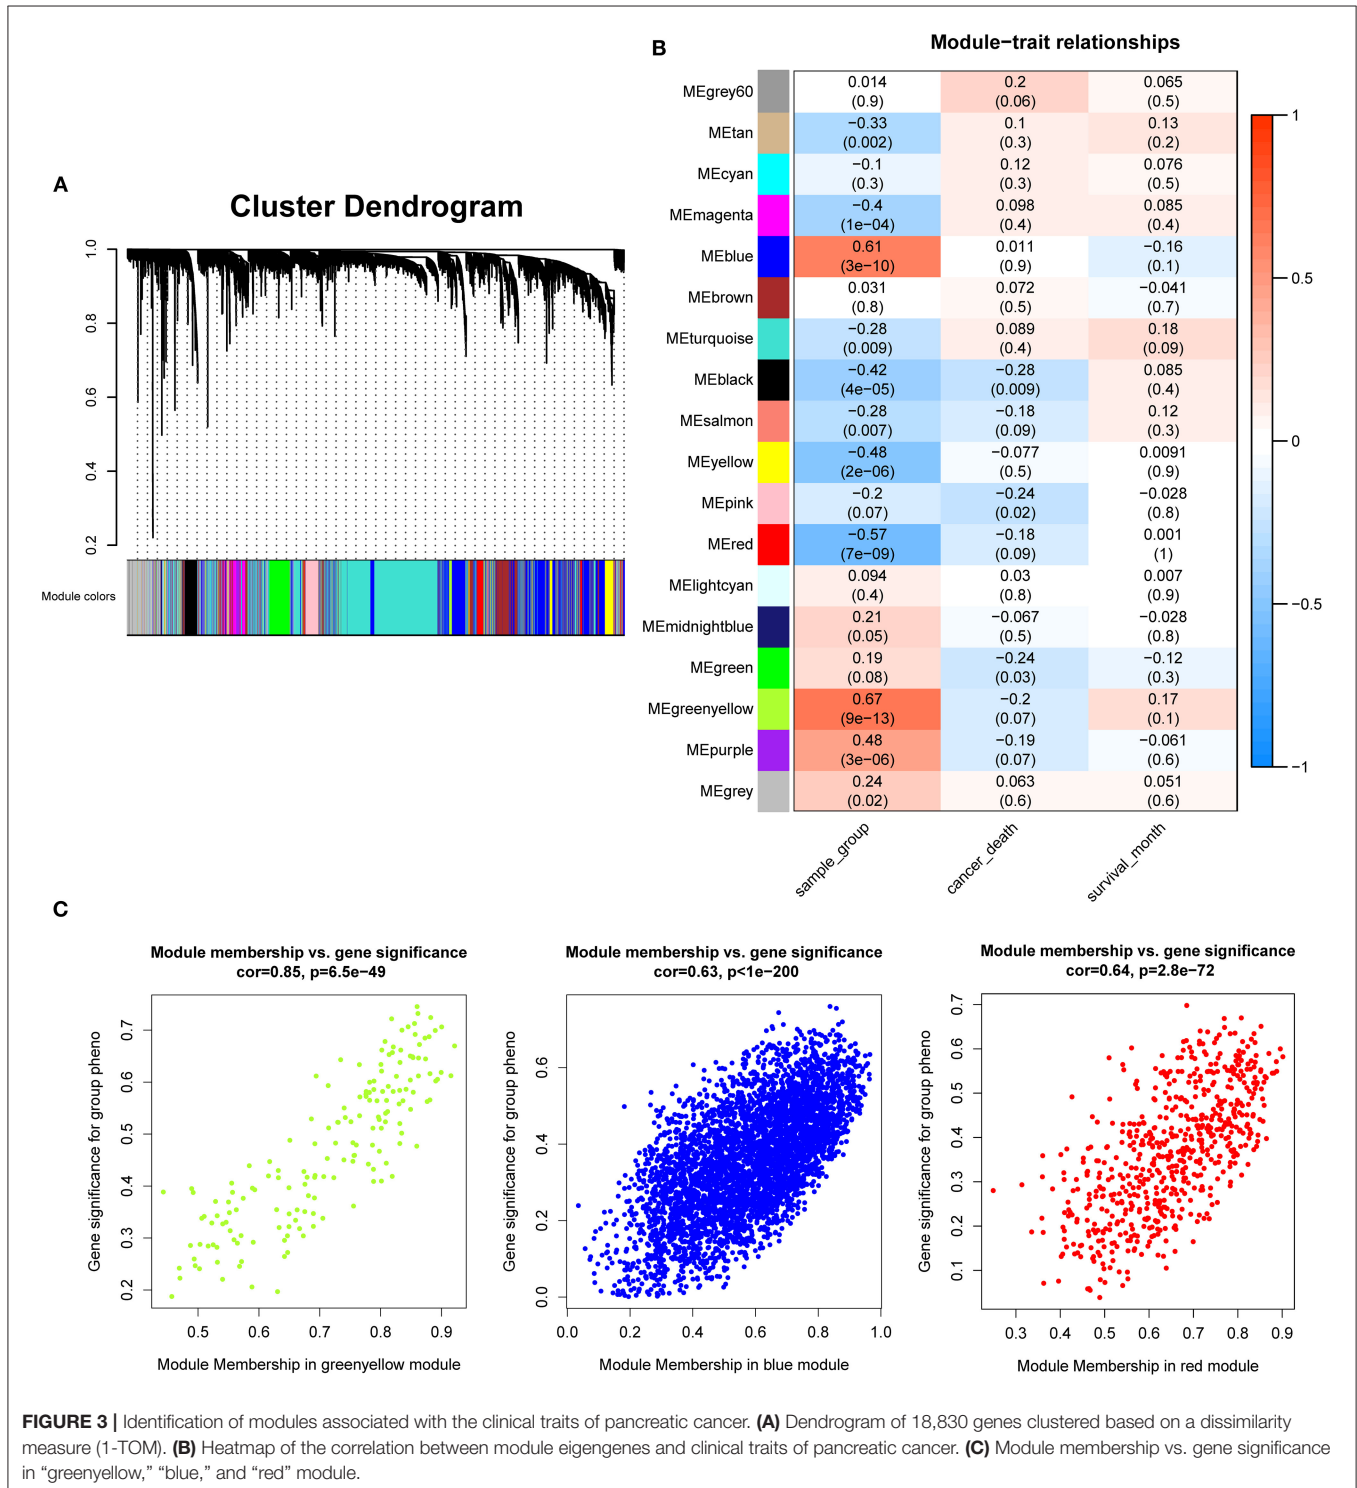 A
Cluster Dendrogram
1.0
0.8
0.6
0.4
0.2
Module colors
B
Module−trait relationships
MEgrey60
0.014 0.2 0.065
(0.9) (0.06) (0.5)
MEtan
−0.33 0.1 0.13
(0.002) (0.3) (0.2)
MEcyan
−0.1 0.12 0.076
(0.3) (0.3) (0.5)
MEmagenta
−0.4 0.098 0.085
(1e−04) (0.4) (0.4)
MEblue
0.61 0.011 −0.16
(3e−10) (0.9) (0.1)
MEbrown
0.031 0.072 −0.041
(0.8) (0.5) (0.7)
MEturquoise
−0.28 0.089 0.18
(0.009) (0.4) (0.09)
MEblack
−0.42 −0.28 0.085
(4e−05) (0.009) (0.4)
MEsalmon
−0.28 −0.18 0.12
(0.007) (0.09) (0.3)
MEyellow
−0.48 −0.077 0.0091
(2e−06) (0.5) (0.9)
MEpink
−0.2 −0.24 −0.028
(0.07) (0.02) (0.8)
MEred
−0.57 −0.18 0.001
(7e−09) (0.09) (1)
MElightcyan
0.094 0.03 0.007
(0.4) (0.8) (0.9)
MEmidnightblue
0.21 −0.067 −0.028
(0.05) (0.5) (0.8)
MEgreen
0.19 −0.24 −0.12
(0.08) (0.03) (0.3)
MEgreenyellow
0.67 −0.2 0.17
(9e−13) (0.07) (0.1)
MEpurple
0.48 −0.19 −0.061
(3e−06) (0.07) (0.6)
MEgrey
0.24 0.063 0.051
(0.02) (0.6) (0.6)
sample_group
cancer_death
survival_month
1
0.5
0
−0.5
−1
C
Module membership vs. gene significance
cor=0.85, p=6.5e−49
Gene significance for group pheno
0.7
0.6
0.5
0.4
0.3
0.2
0.5 0.6 0.7 0.8 0.9
Module Membership in greenyellow module
Module membership vs. gene significance
cor=0.63, p<1e−200
Gene significance for group pheno
0.6
0.4
0.2
0.0
0.0 0.2 0.4 0.6 0.8 1.0
Module Membership in blue module
Module membership vs. gene significance
cor=0.64, p=2.8e−72
Gene significance for group pheno
0.7
0.6
0.5
0.4
0.3
0.2
0.1
0.3 0.4 0.5 0.6 0.7 0.8 0.9
Module Membership in red module
FIGURE 3 | Identification of modules associated with the clinical traits of pancreatic cancer. (A) Dendrogram of 18,830 genes clustered based on a dissimilarity
measure (1-TOM). (B) Heatmap of the correlation between module eigengenes and clinical traits of pancreatic cancer. (C) Module membership vs. gene significance
in “greenyellow,” “blue,” and “red” module.